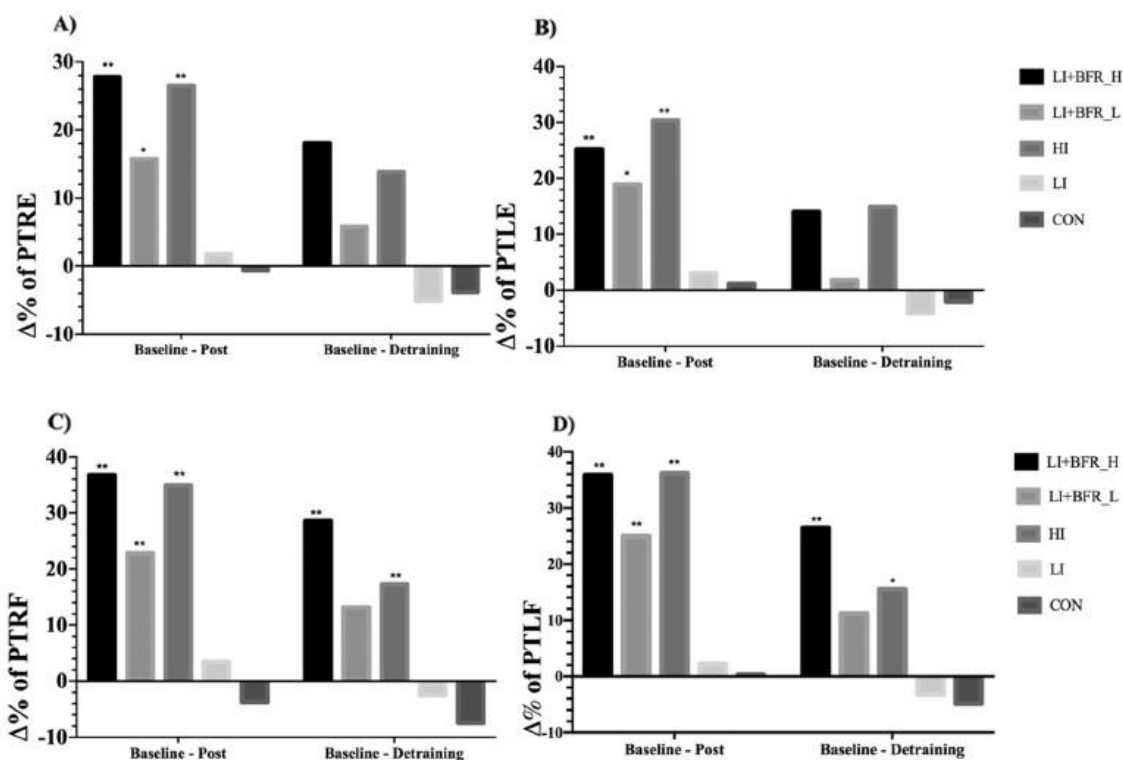 A)
30
20
10
0
-10
Δ% of PTRE
** * **
Baseline - Post
Baseline - Detraining
B)
40
30
20
10
0
-10
Δ% of PTLE
** * **
Baseline - Post
Baseline - Detraining
LI+BFR_H
LI+BFR_L
HI
LI
CON
C)
40
30
20
10
0
-10
Δ% of PTRF
** ** ** ** **
Baseline - Post
Baseline - Detraining
D)
40
30
20
10
0
-10
Δ% of PTLF
** ** ** ** *
Baseline - Post
Baseline - Detraining
LI+BFR_H
LI+BFR_L
HI
LI
CON